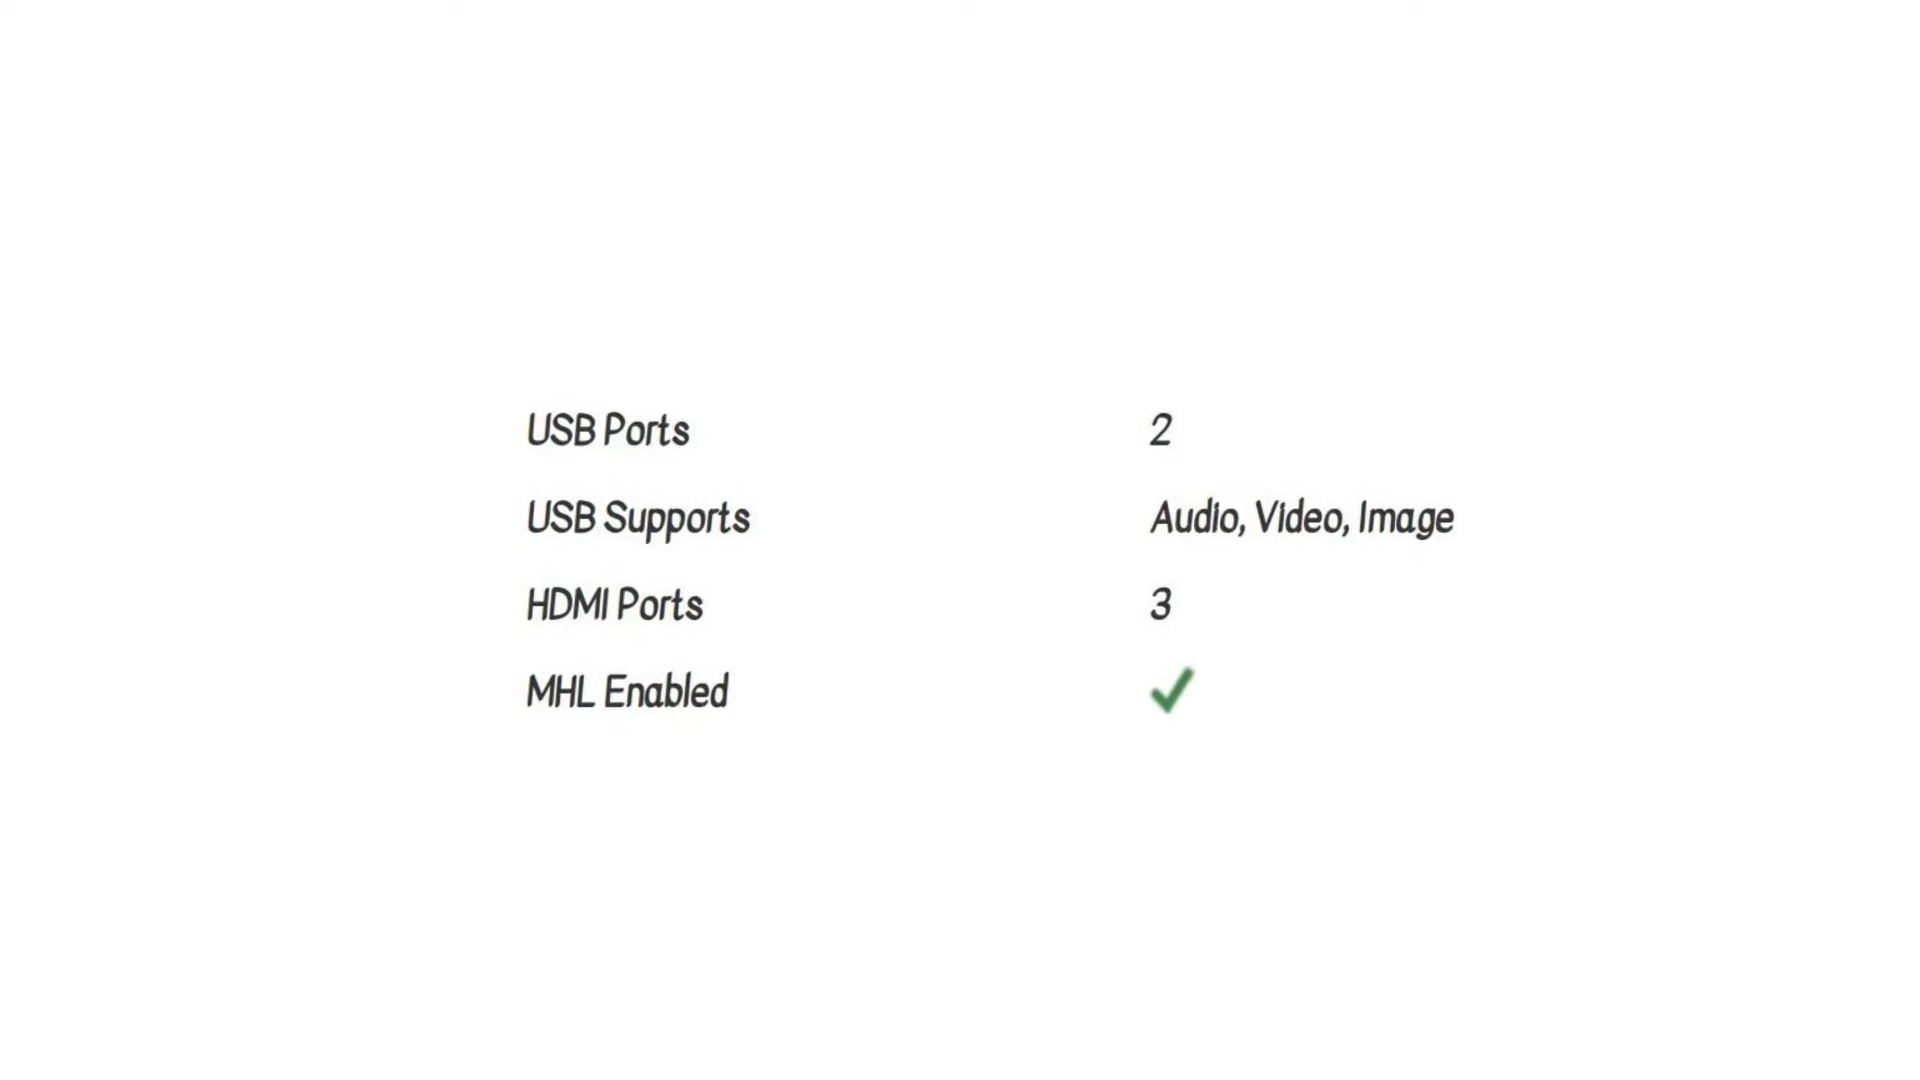 USB Ports 2
USB Supports Audio, Video, Image
HDMI Ports 3
MHL Enabled ✓